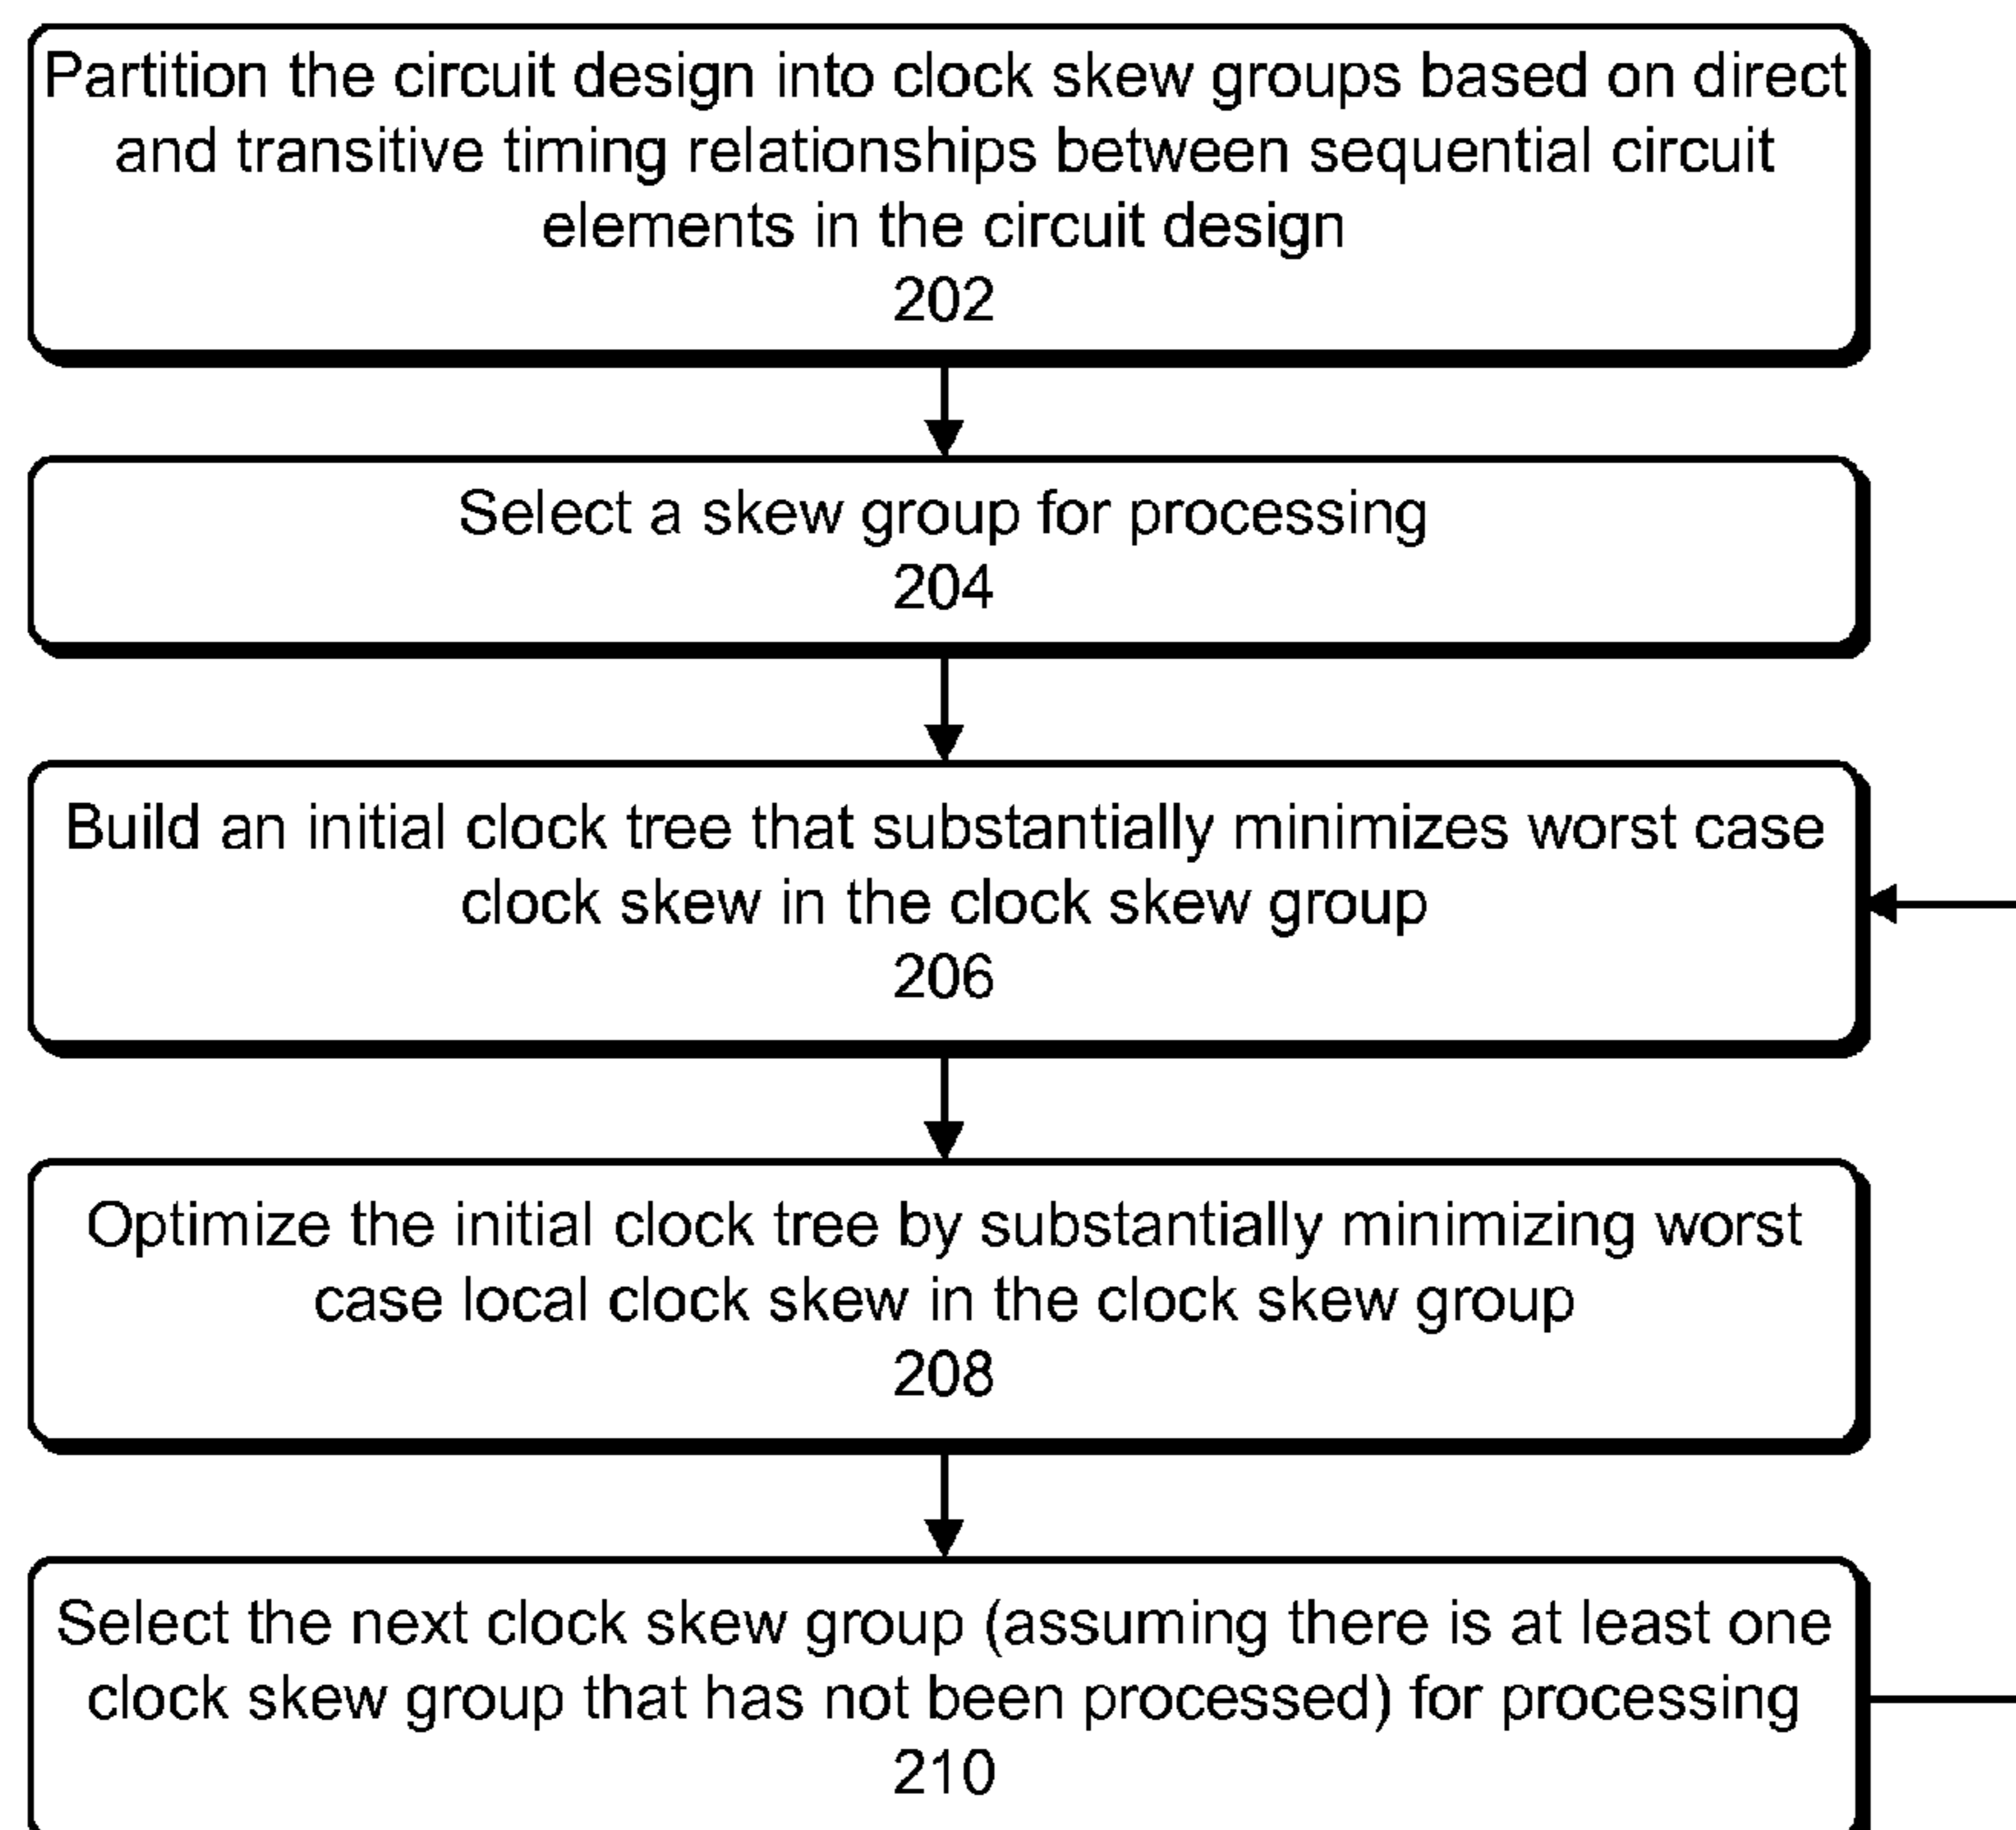 Partition the circuit design into clock skew groups based on direct
and transitive timing relationships between sequential circuit
elements in the circuit design
202
Select a skew group for processing
204
Build an initial clock tree that substantially minimizes worst case
clock skew in the clock skew group
206
Optimize the initial clock tree by substantially minimizing worst
case local clock skew in the clock skew group
208
Select the next clock skew group (assuming there is at least one
clock skew group that has not been processed) for processing
210